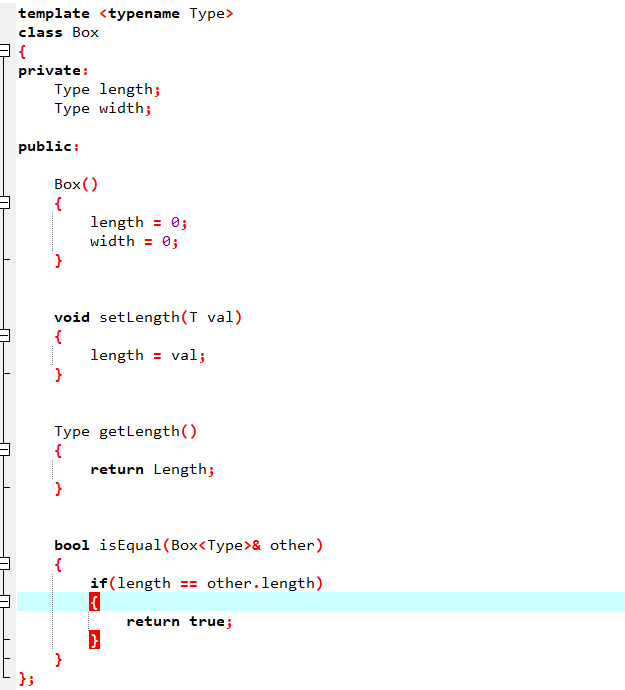 template <typename Type>
class Box
{
private:
    Type length;
    Type width;

public:

    Box()
    {
        length = 0;
        width = 0;
    }


    void setLength(T val)
    {
        length = val;
    }


    Type getLength()
    {
        return Length;
    }


    bool isEqual(Box<Type>& other)
    {
        if(length == other.length)
        {
            return true;
        }
    }
};